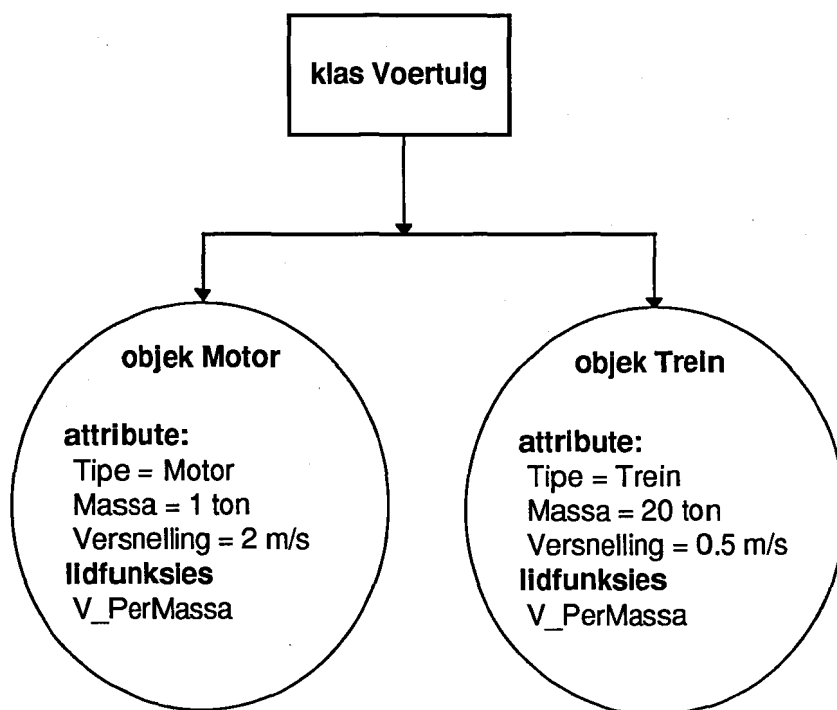 klas Voertuig
objek Motor
attribute:
Tipe = Motor
Massa = 1 ton
Versnelling = 2 m/s
lidfunksies
V_PerMassa
objek Trein
attribute:
Tipe = Trein
Massa = 20 ton
Versnelling = 0.5 m/s
lidfunksies
V_PerMassa